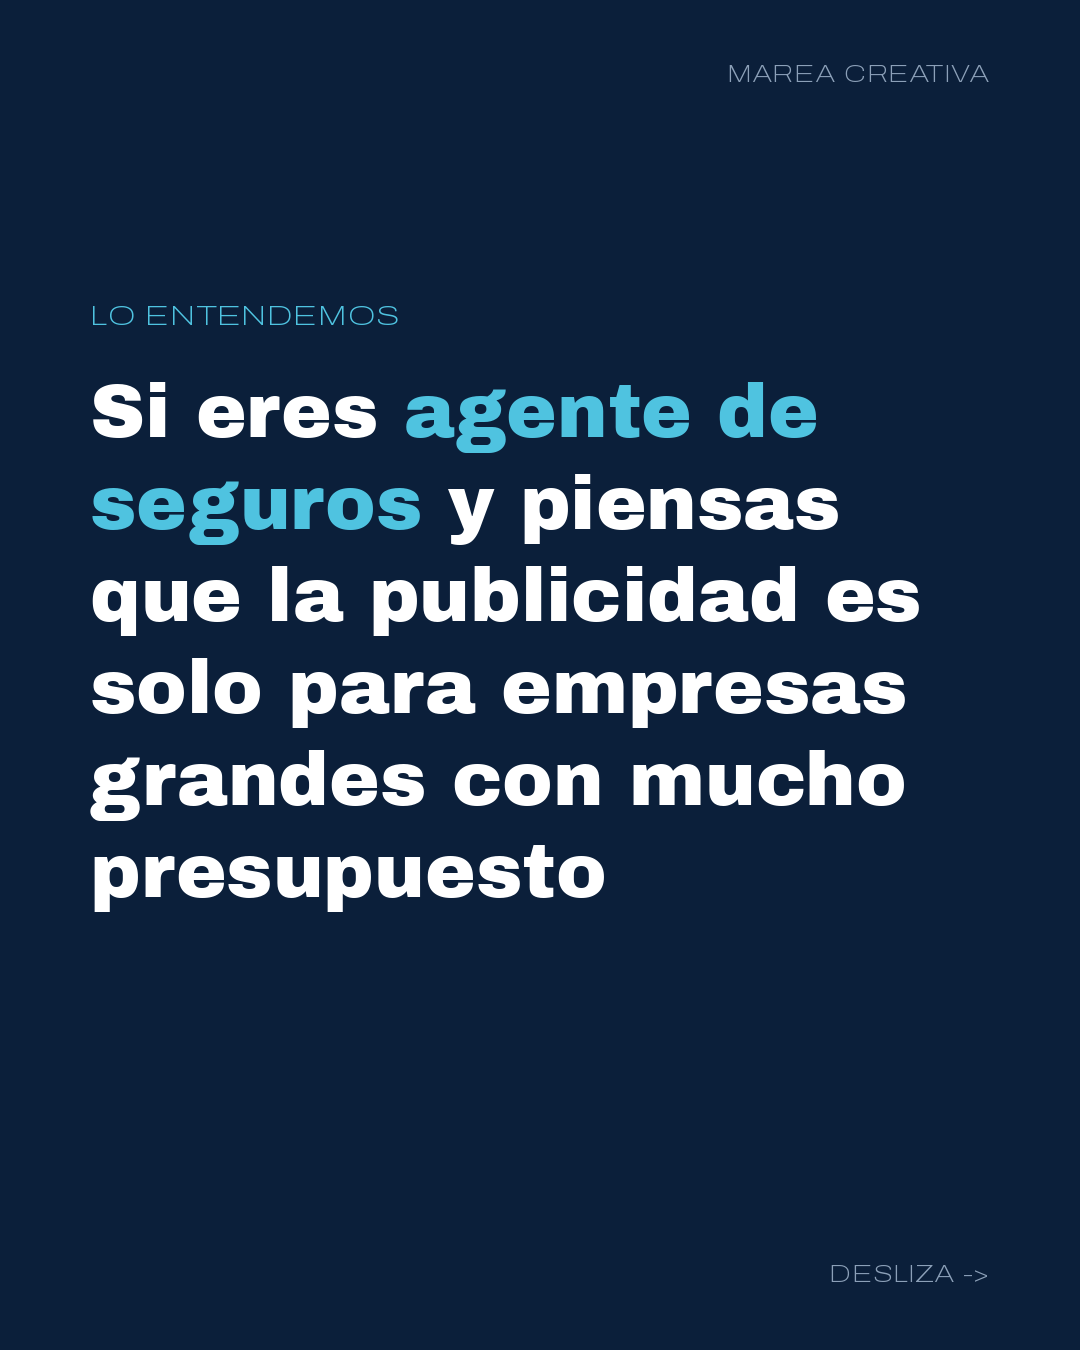 MAREA CREATIVA
LO ENTENDEMOS
Si eres agente de
seguros y piensas
que la publicidad es
solo para empresas
grandes con mucho
presupuesto
DESLIZA ->